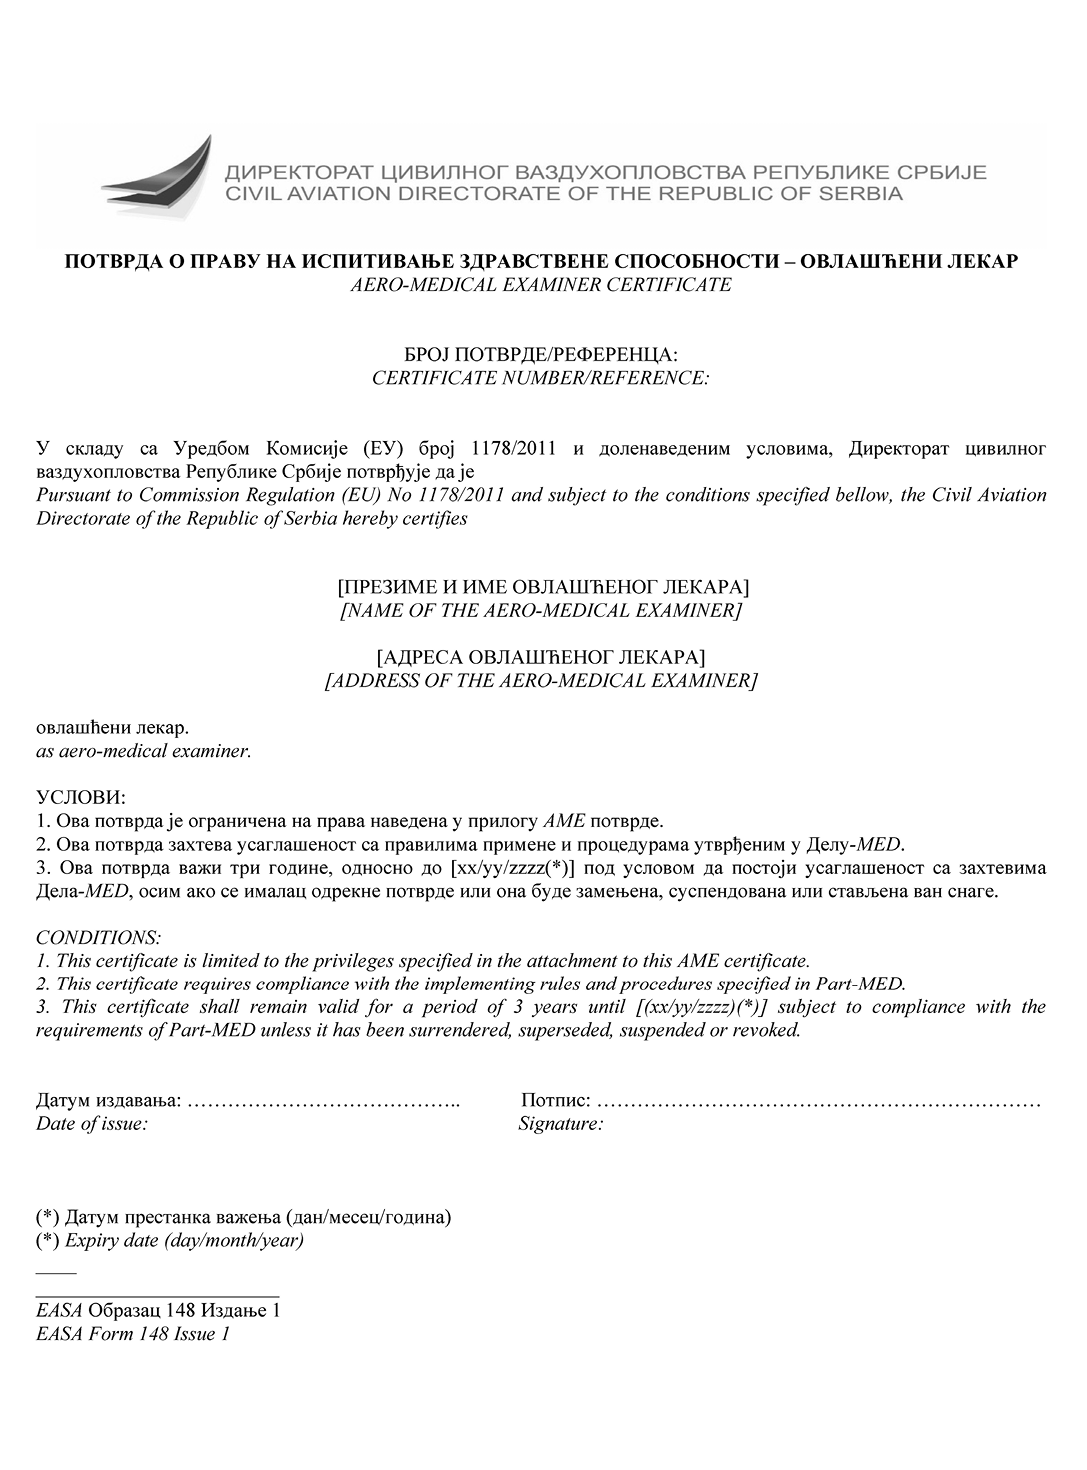 ДИРЕКТОРАТ ЦИВИЛНОГ ВАЗДУХОПЛОВСТВА РЕПУБЛИКЕ СРБИЈЕ
CIVIL AVIATION DIRECTORATE OF THE REPUBLIC OF SERBIA
ПОТВРДА О ПРАВУ НА ИСПИТИВАЊЕ ЗДРАВСТВЕНЕ СПОСОБНОСТИ – ОВЛАШЋЕНИ ЛЕКАР
AERO-MEDICAL EXAMINER CERTIFICATE
БРОЈ ПОТВРДЕ/РЕФЕРЕНЦА:
CERTIFICATE NUMBER/REFERENCE:
У складу са Уредбом Комисије (ЕУ) број 1178/2011 и доленаведеним условима, Директорат цивилног
ваздухопловства Републике Србије потврђује да је
Pursuant to Commission Regulation (EU) No 1178/2011 and subject to the conditions specified bellow, the Civil Aviation
Directorate of the Republic of Serbia hereby certifies
[ПРЕЗИМЕ И ИМЕ ОВЛАШЋЕНОГ ЛЕКАРА]
[NAME OF THE AERO-MEDICAL EXAMINER]
[АДРЕСА ОВЛАШЋЕНОГ ЛЕКАРА]
[ADDRESS OF THE AERO-MEDICAL EXAMINER]
овлашћени лекар.
as aero-medical examiner.
УСЛОВИ:
1. Ова потврда је ограничена на права наведена у прилогу AME потврде.
2. Ова потврда захтева усаглашеност са правилима примене и процедурама утврђеним у Делу-MED.
3. Ова потврда важи три године, односно до [xx/yy/zzzz(*)] под условом да постоји усаглашеност са захтевима
Дела-MED, осим ако се ималац одрекне потврде или она буде замењена, суспендована или стављена ван снаге.
CONDITIONS:
1. This certificate is limited to the privileges specified in the attachment to this AME certificate.
2. This certificate requires compliance with the implementing rules and procedures specified in Part-MED.
3. This certificate shall remain valid for a period of 3 years until [(xx/yy/zzzz)(*)] subject to compliance with the
requirements of Part-MED unless it has been surrendered, superseded, suspended or revoked.
Датум издавања: ………………………………….. Потпис: …………………………………………………………
Date of issue: Signature:
(*) Датум престанка важења (дан/месец/година)
(*) Expiry date (day/month/year)
____
________________________
EASA Образац 148 Издање 1
EASA Form 148 Issue 1